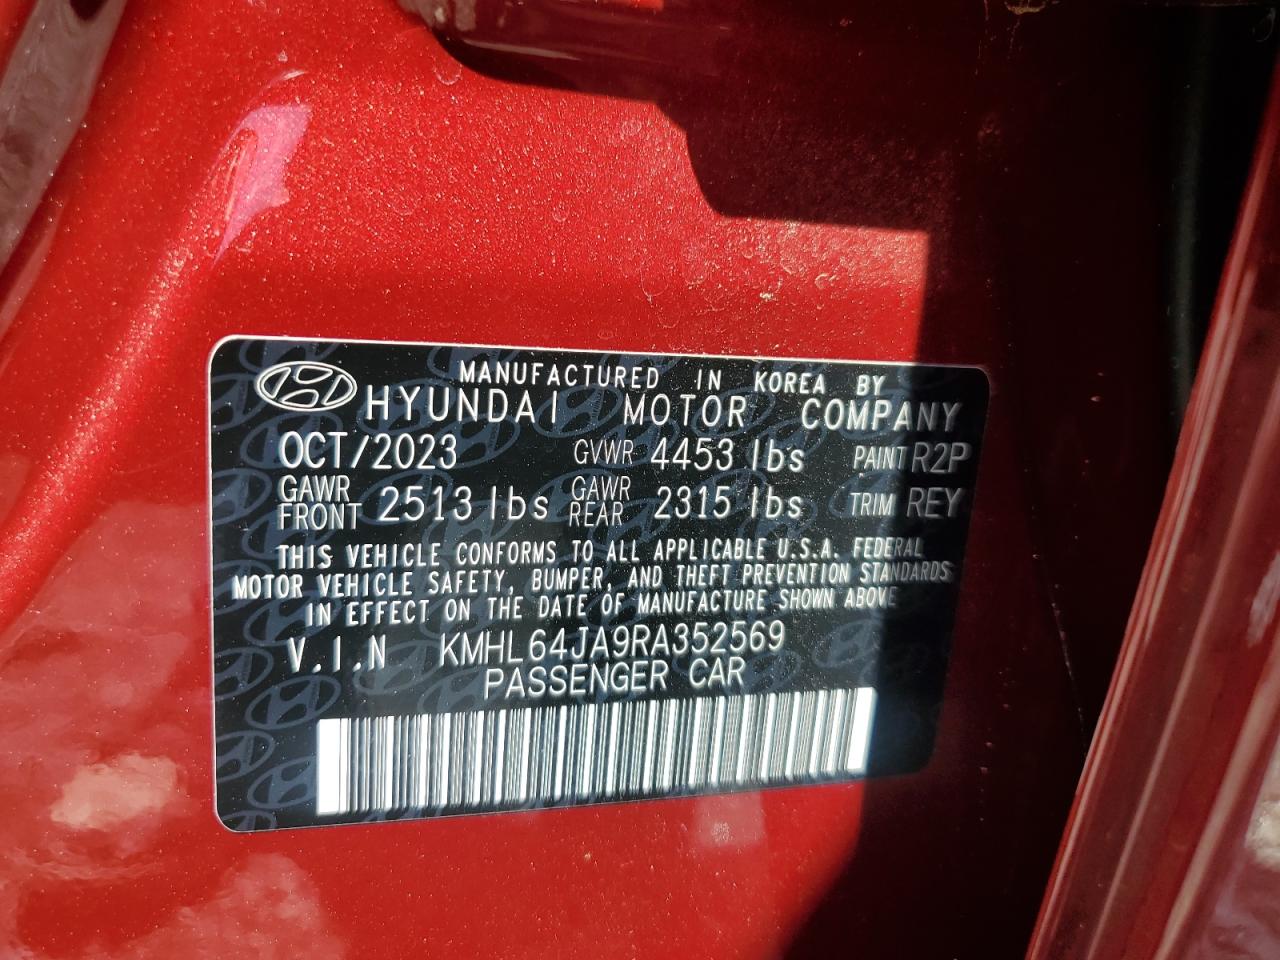 MANUFACTURED IN KOREA BY
HYUNDAI MOTOR COMPANY
OCT/2023 GVWR 4453 lbs PAINT R2P
GAWR FRONT 2513 lbs GAWR REAR 2315 lbs TRIM REY
THIS VEHICLE CONFORMS TO ALL APPLICABLE U.S.A. FEDERAL
MOTOR VEHICLE SAFETY, BUMPER, AND THEFT PREVENTION STANDARDS
IN EFFECT ON THE DATE OF MANUFACTURE SHOWN ABOVE
V.I.N KMHL64JA9RA352569
PASSENGER CAR